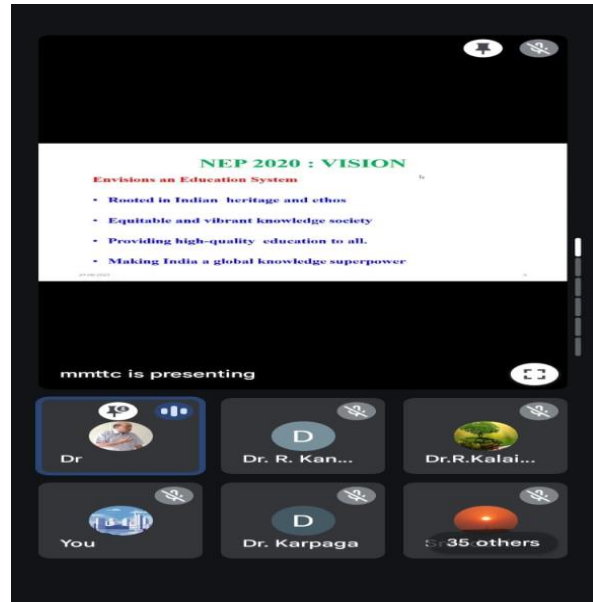 NEP 2020 : VISION
Envisions an Education System
• Rooted in Indian heritage and ethos
• Equitable and vibrant knowledge society
• Providing high-quality education to all.
• Making India a global knowledge superpower
mmttc is presenting
Dr
D
Dr. R. Kan...
Dr.R.Kalai...
You
D
Dr. Karpaga
35 others